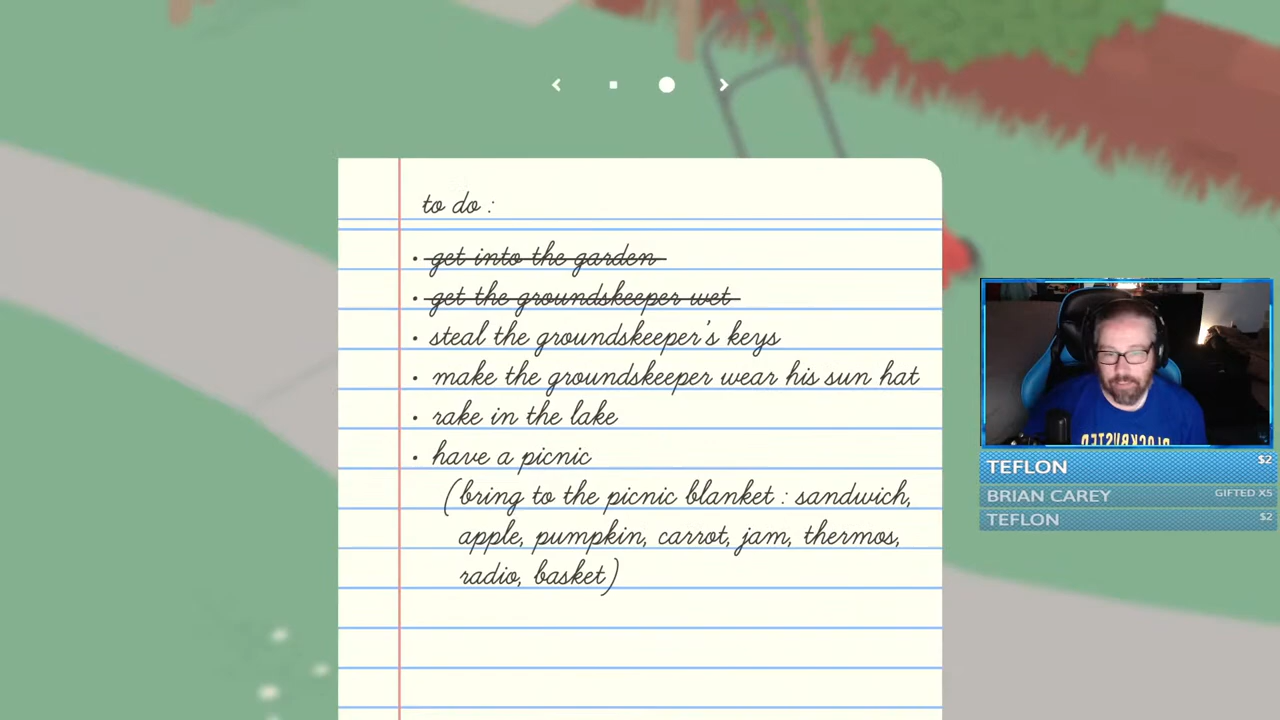 to do :
• get into the garden
• get the groundskeeper wet
• steal the groundskeeper's keys
• make the groundskeeper wear his sun hat
• rake in the lake
• have a picnic
(bring to the picnic blanket : sandwich,
apple, pumpkin, carrot, jam, thermos,
radio, basket)
TEFLON $2
BRIAN CAREY GIFTED X5
TEFLON $2